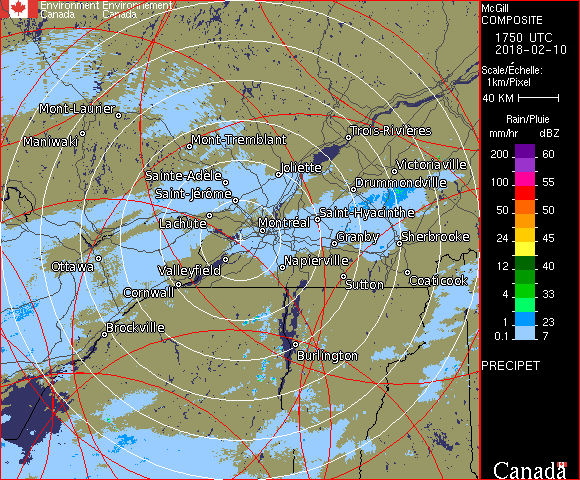 Environment Environnement
Canada Canada
McGill
COMPOSITE
1750 UTC
2018-02-10
Scale/Échelle:
1km/Pixel
40 KM
Rain/Pluie
mm/hr dBZ
200 60
100 55
50 50
24 45
12 40
4 33
1 23
0.1 7
PRECIPET
Canada
Mont-Laurier
Maniwaki
Mont-Tremblant
Trois-Rivières
Sainte-Adèle
Joliette
Victoriaville
Saint-Jérôme
Drummondville
Lachute
Montréal
Saint-Hyacinthe
Granby
Sherbrooke
Ottawa
Valleyfield
Napierville
Cornwall
Sutton
Coaticook
Brockville
Burlington